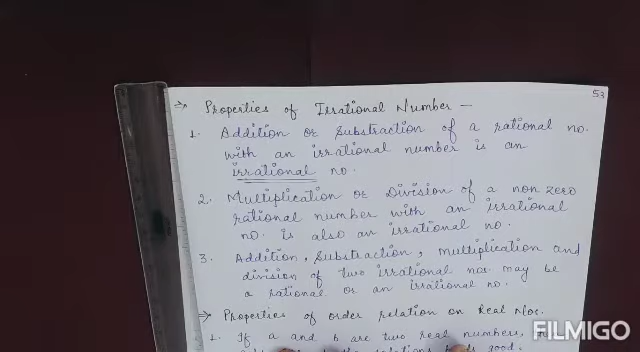 53
→ Properties of Irrational Number —
1. Addition or Substraction of a rational no.
with an irrational number is an
irrational no.
2. Multiplication or Division of a non zero
rational number with an irrational
no. is also an irrational no.
3. Addition, Substraction, multiplication and
division of two irrational nos. may be
a rational or an irrational no.
→ Properties of order relation on Real Nos.
1. If a and b are two real numbers,
relations good.
FILMIGO